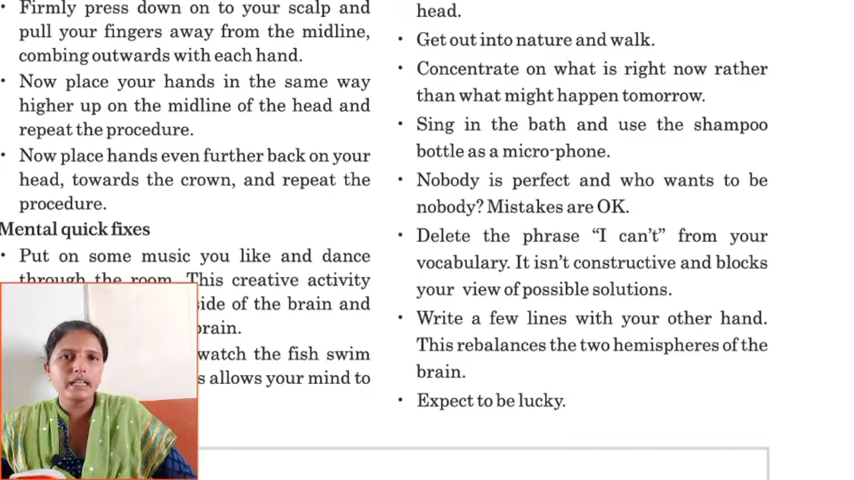 • Firmly press down on to your scalp and
pull your fingers away from the midline,
combing outwards with each hand.
• Now place your hands in the same way
higher up on the midline of the head and
repeat the procedure.
• Now place hands even further back on your
head, towards the crown, and repeat the
procedure.
Mental quick fixes
• Put on some music you like and dance
through the room. This creative activity
side of the brain and
brain.
watch the fish swim
s allows your mind to
head.
• Get out into nature and walk.
• Concentrate on what is right now rather
than what might happen tomorrow.
• Sing in the bath and use the shampoo
bottle as a micro-phone.
• Nobody is perfect and who wants to be
nobody? Mistakes are OK.
• Delete the phrase “I can’t” from your
vocabulary. It isn’t constructive and blocks
your view of possible solutions.
• Write a few lines with your other hand.
This rebalances the two hemispheres of the
brain.
• Expect to be lucky.